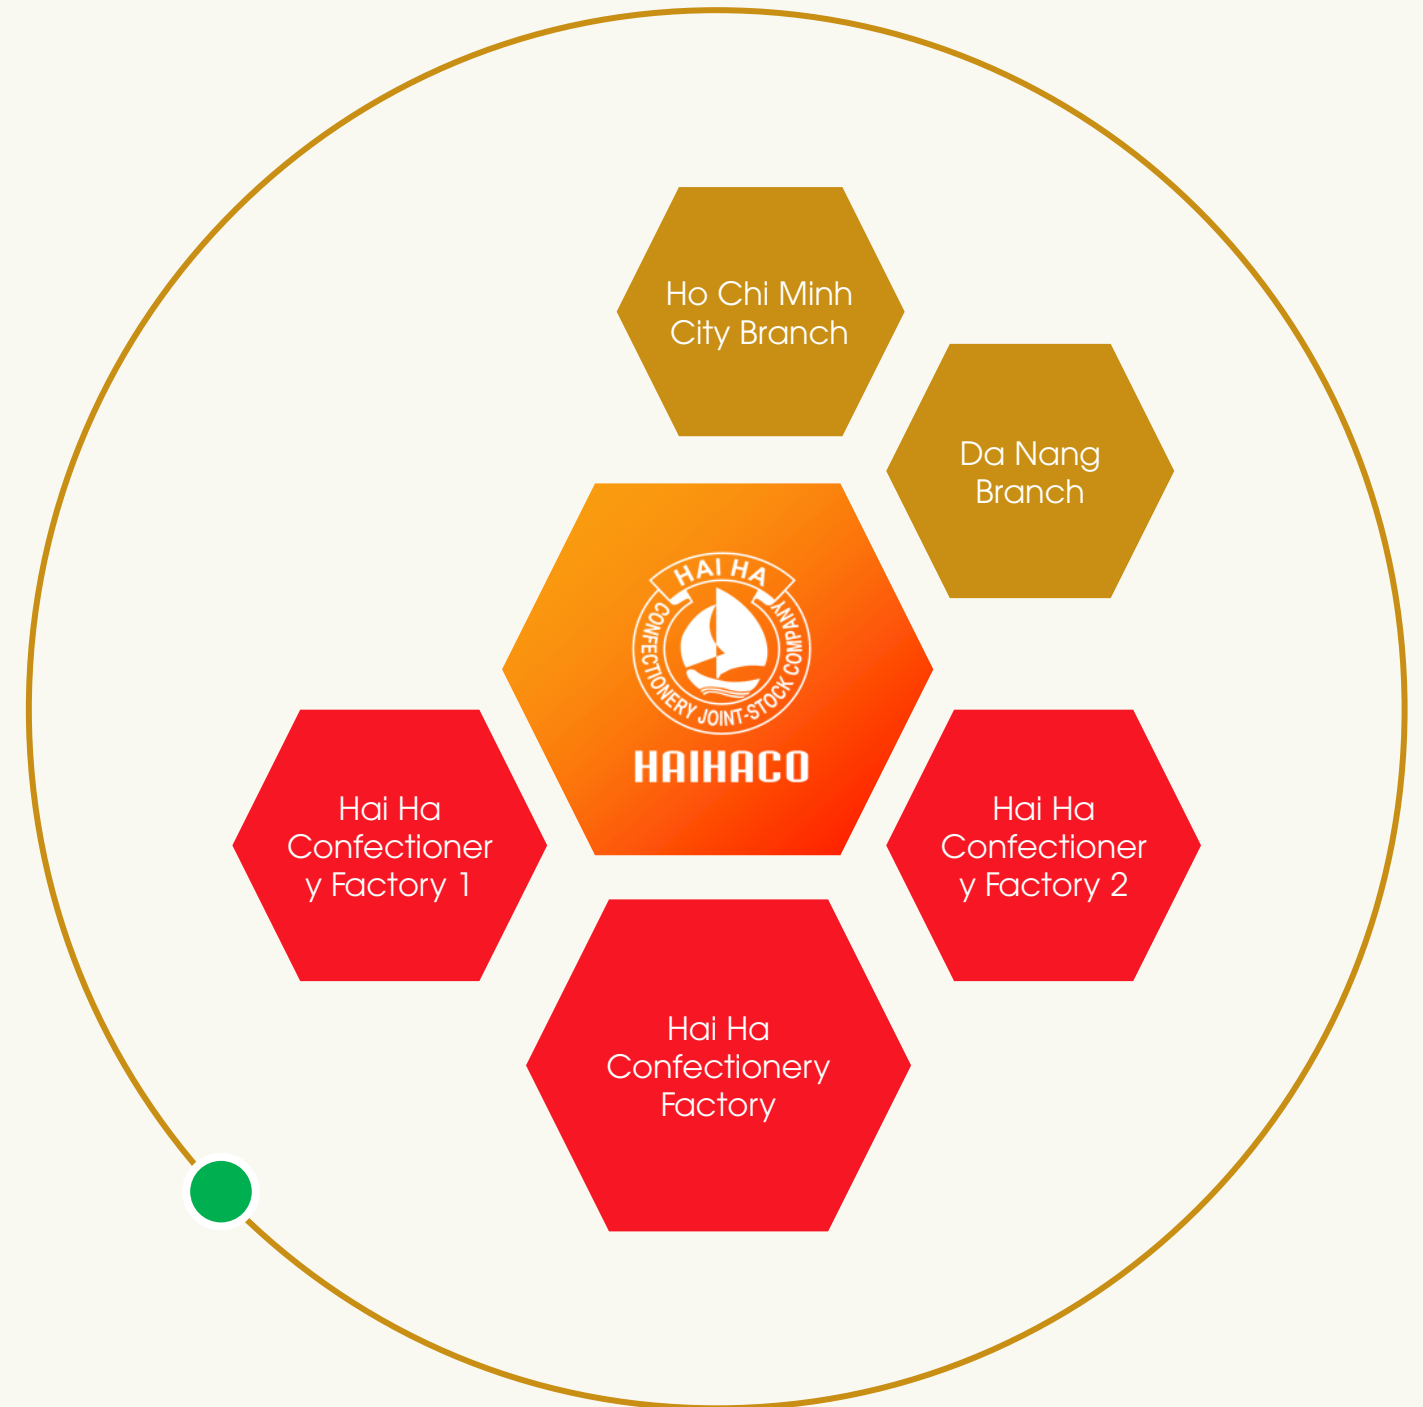 Ho Chi Minh
City Branch
Da Nang
Branch
HAI HA
CONFECTIONERY JOINT-STOCK COMPANY
HAIHACO
Hai Ha
Confectioner
y Factory 1
Hai Ha
Confectioner
y Factory 2
Hai Ha
Confectionery
Factory